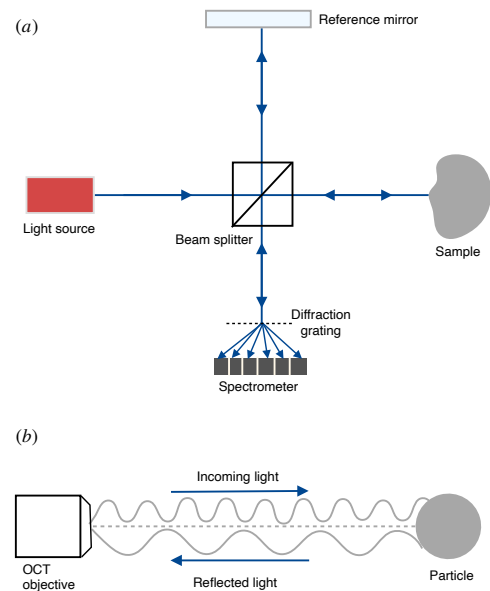 (a)
Reference mirror
Light source
Beam splitter
Sample
Diffraction
grating
Spectrometer
(b)
Incoming light
OCT
objective
Reflected light
Particle